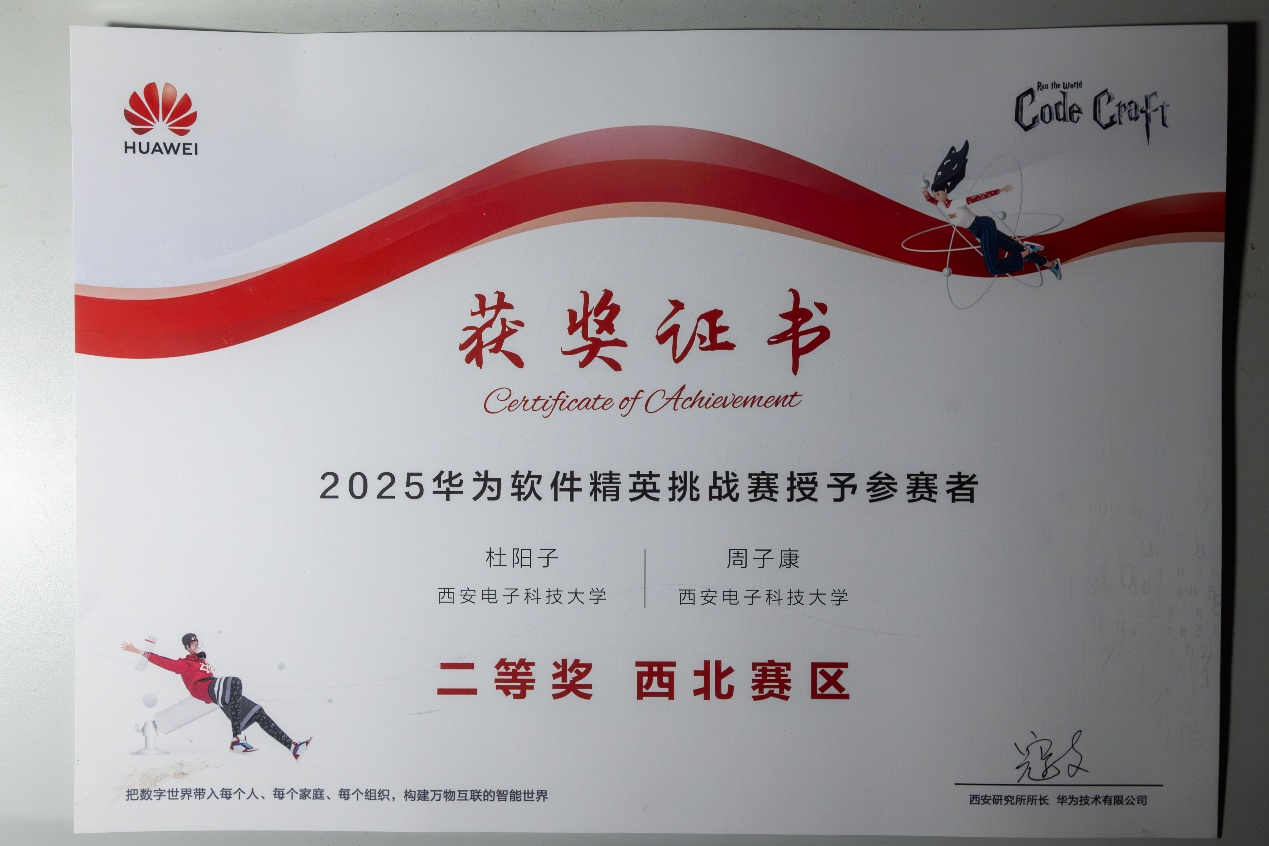 HUAWEI
Run the World
Code Craft
获奖证书
Certificate of Achievement
2025华为软件精英挑战赛授予参赛者
杜阳子
西安电子科技大学
周子康
西安电子科技大学
二等奖 西北赛区
把数字世界带入每个人、每个家庭、每个组织，构建万物互联的智能世界
西安研究所所长 华为技术有限公司